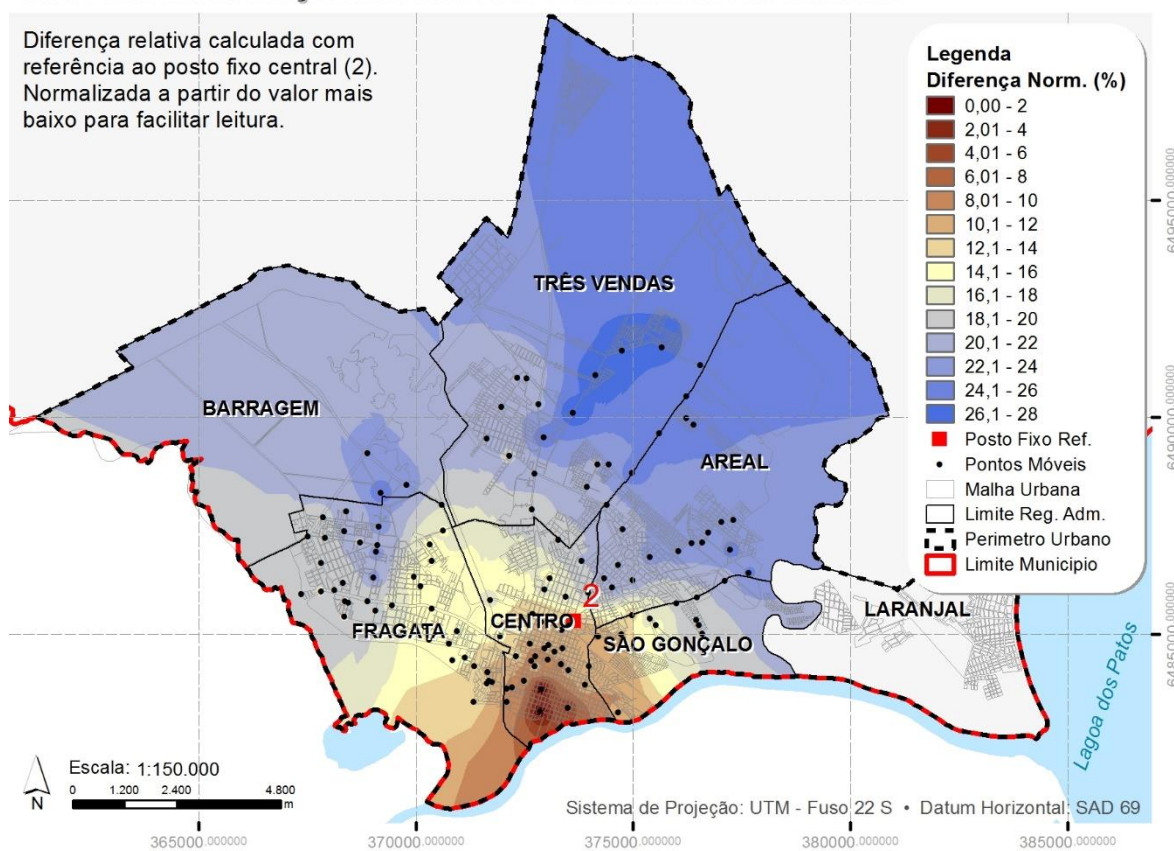 Diferença relativa calculada com
referência ao posto fixo central (2).
Normalizada a partir do valor mais
baixo para facilitar leitura.
Legenda
Diferença Norm. (%)
0,00 - 2
2,01 - 4
4,01 - 6
6,01 - 8
8,01 - 10
10,1 - 12
12,1 - 14
14,1 - 16
16,1 - 18
18,1 - 20
20,1 - 22
22,1 - 24
24,1 - 26
26,1 - 28
Posto Fixo Ref.
Pontos Móveis
Malha Urbana
Limite Reg. Adm.
Perimetro Urbano
Limite Municipio
TRÊS VENDAS
BARRAGEM
AREAL
2
LARANJAL
FRAGATA
CENTRO
SÃO GONÇALO
Lagoa dos Patos
6495000,000000
6490000,000000
6485000,000000
Escala: 1:150.000
0 1.200 2.400 4.800
m
N
Sistema de Projeção: UTM - Fuso 22 S • Datum Horizontal: SAD 69
365000,000000
370000,000000
375000,000000
380000,000000
385000,000000